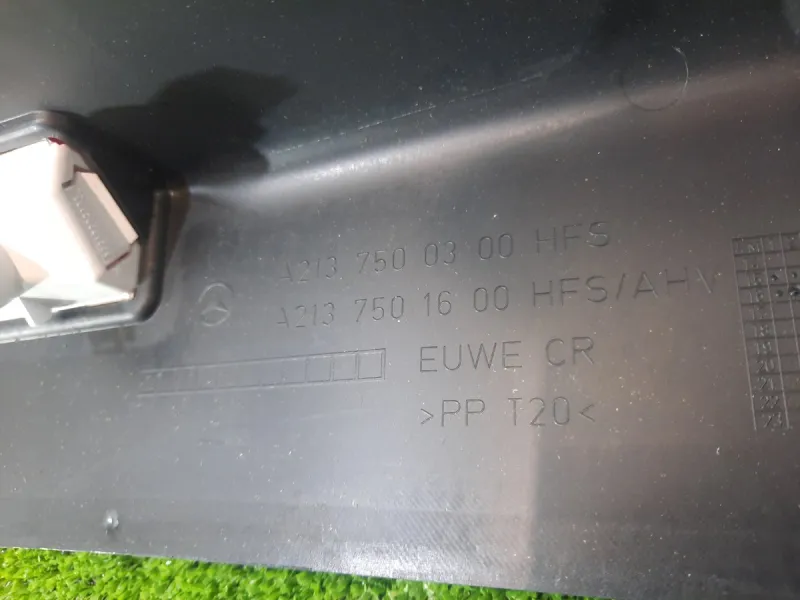 A213 750 03 00 HFS
A213 750 16 00 HFS/AHV
EUWE CR
>PP T20<